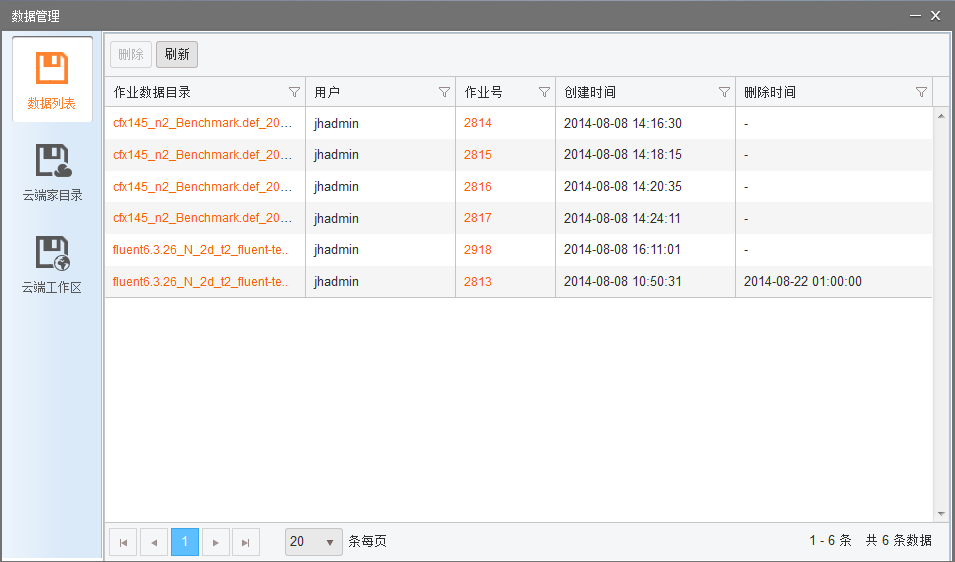 数据管理
数据列表
云端家目录
云端工作区
删除 刷新
作业数据目录 用户 作业号 创建时间 删除时间
cfx145_n2_Benchmark.def_20... jhadmin 2814 2014-08-08 14:16:30 -
cfx145_n2_Benchmark.def_20... jhadmin 2815 2014-08-08 14:18:15 -
cfx145_n2_Benchmark.def_20... jhadmin 2816 2014-08-08 14:20:35 -
cfx145_n2_Benchmark.def_20... jhadmin 2817 2014-08-08 14:24:11 -
fluent6.3.26_N_2d_t2_fluent-te.. jhadmin 2918 2014-08-08 16:11:01 -
fluent6.3.26_N_2d_t2_fluent-te.. jhadmin 2813 2014-08-08 10:50:31 2014-08-22 01:00:00
1 20 条每页 1 - 6 条 共 6 条数据